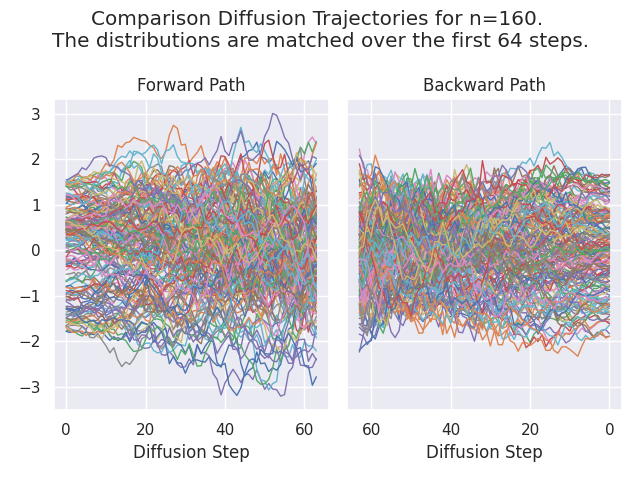 Comparison Diffusion Trajectories for n=160.
The distributions are matched over the first 64 steps.
Forward Path
Backward Path
3
2
1
0
−1
−2
−3
0 20 40 60
60 40 20 0
Diffusion Step
Diffusion Step